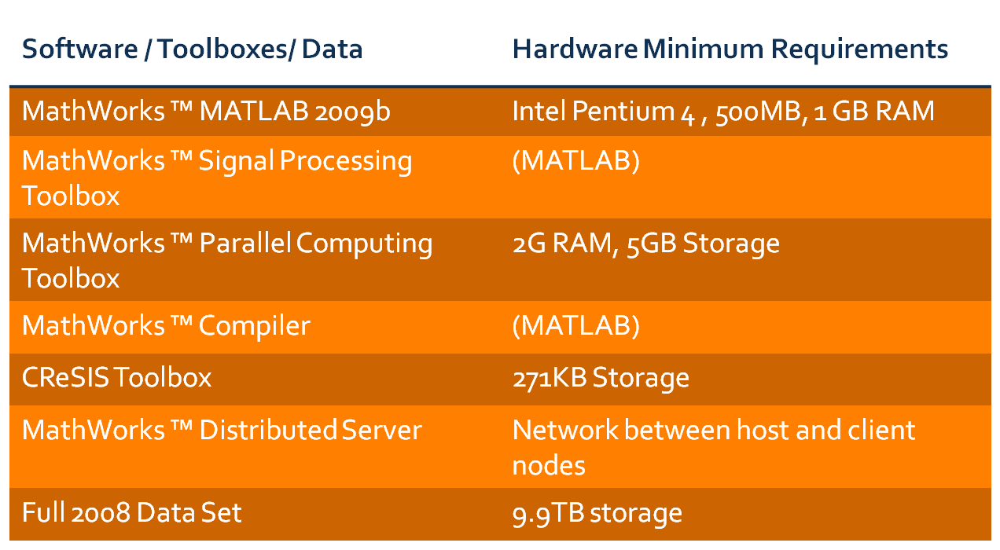 Software / Toolboxes/ Data
Hardware Minimum Requirements
MathWorks ™ MATLAB 2009b
Intel Pentium 4 , 500MB, 1 GB RAM
MathWorks ™ Signal Processing
Toolbox
(MATLAB)
MathWorks ™ Parallel Computing
Toolbox
2G RAM, 5GB Storage
MathWorks ™ Compiler
(MATLAB)
CReSIS Toolbox
271KB Storage
MathWorks ™ Distributed Server
Network between host and client
nodes
Full 2008 Data Set
9.9TB storage